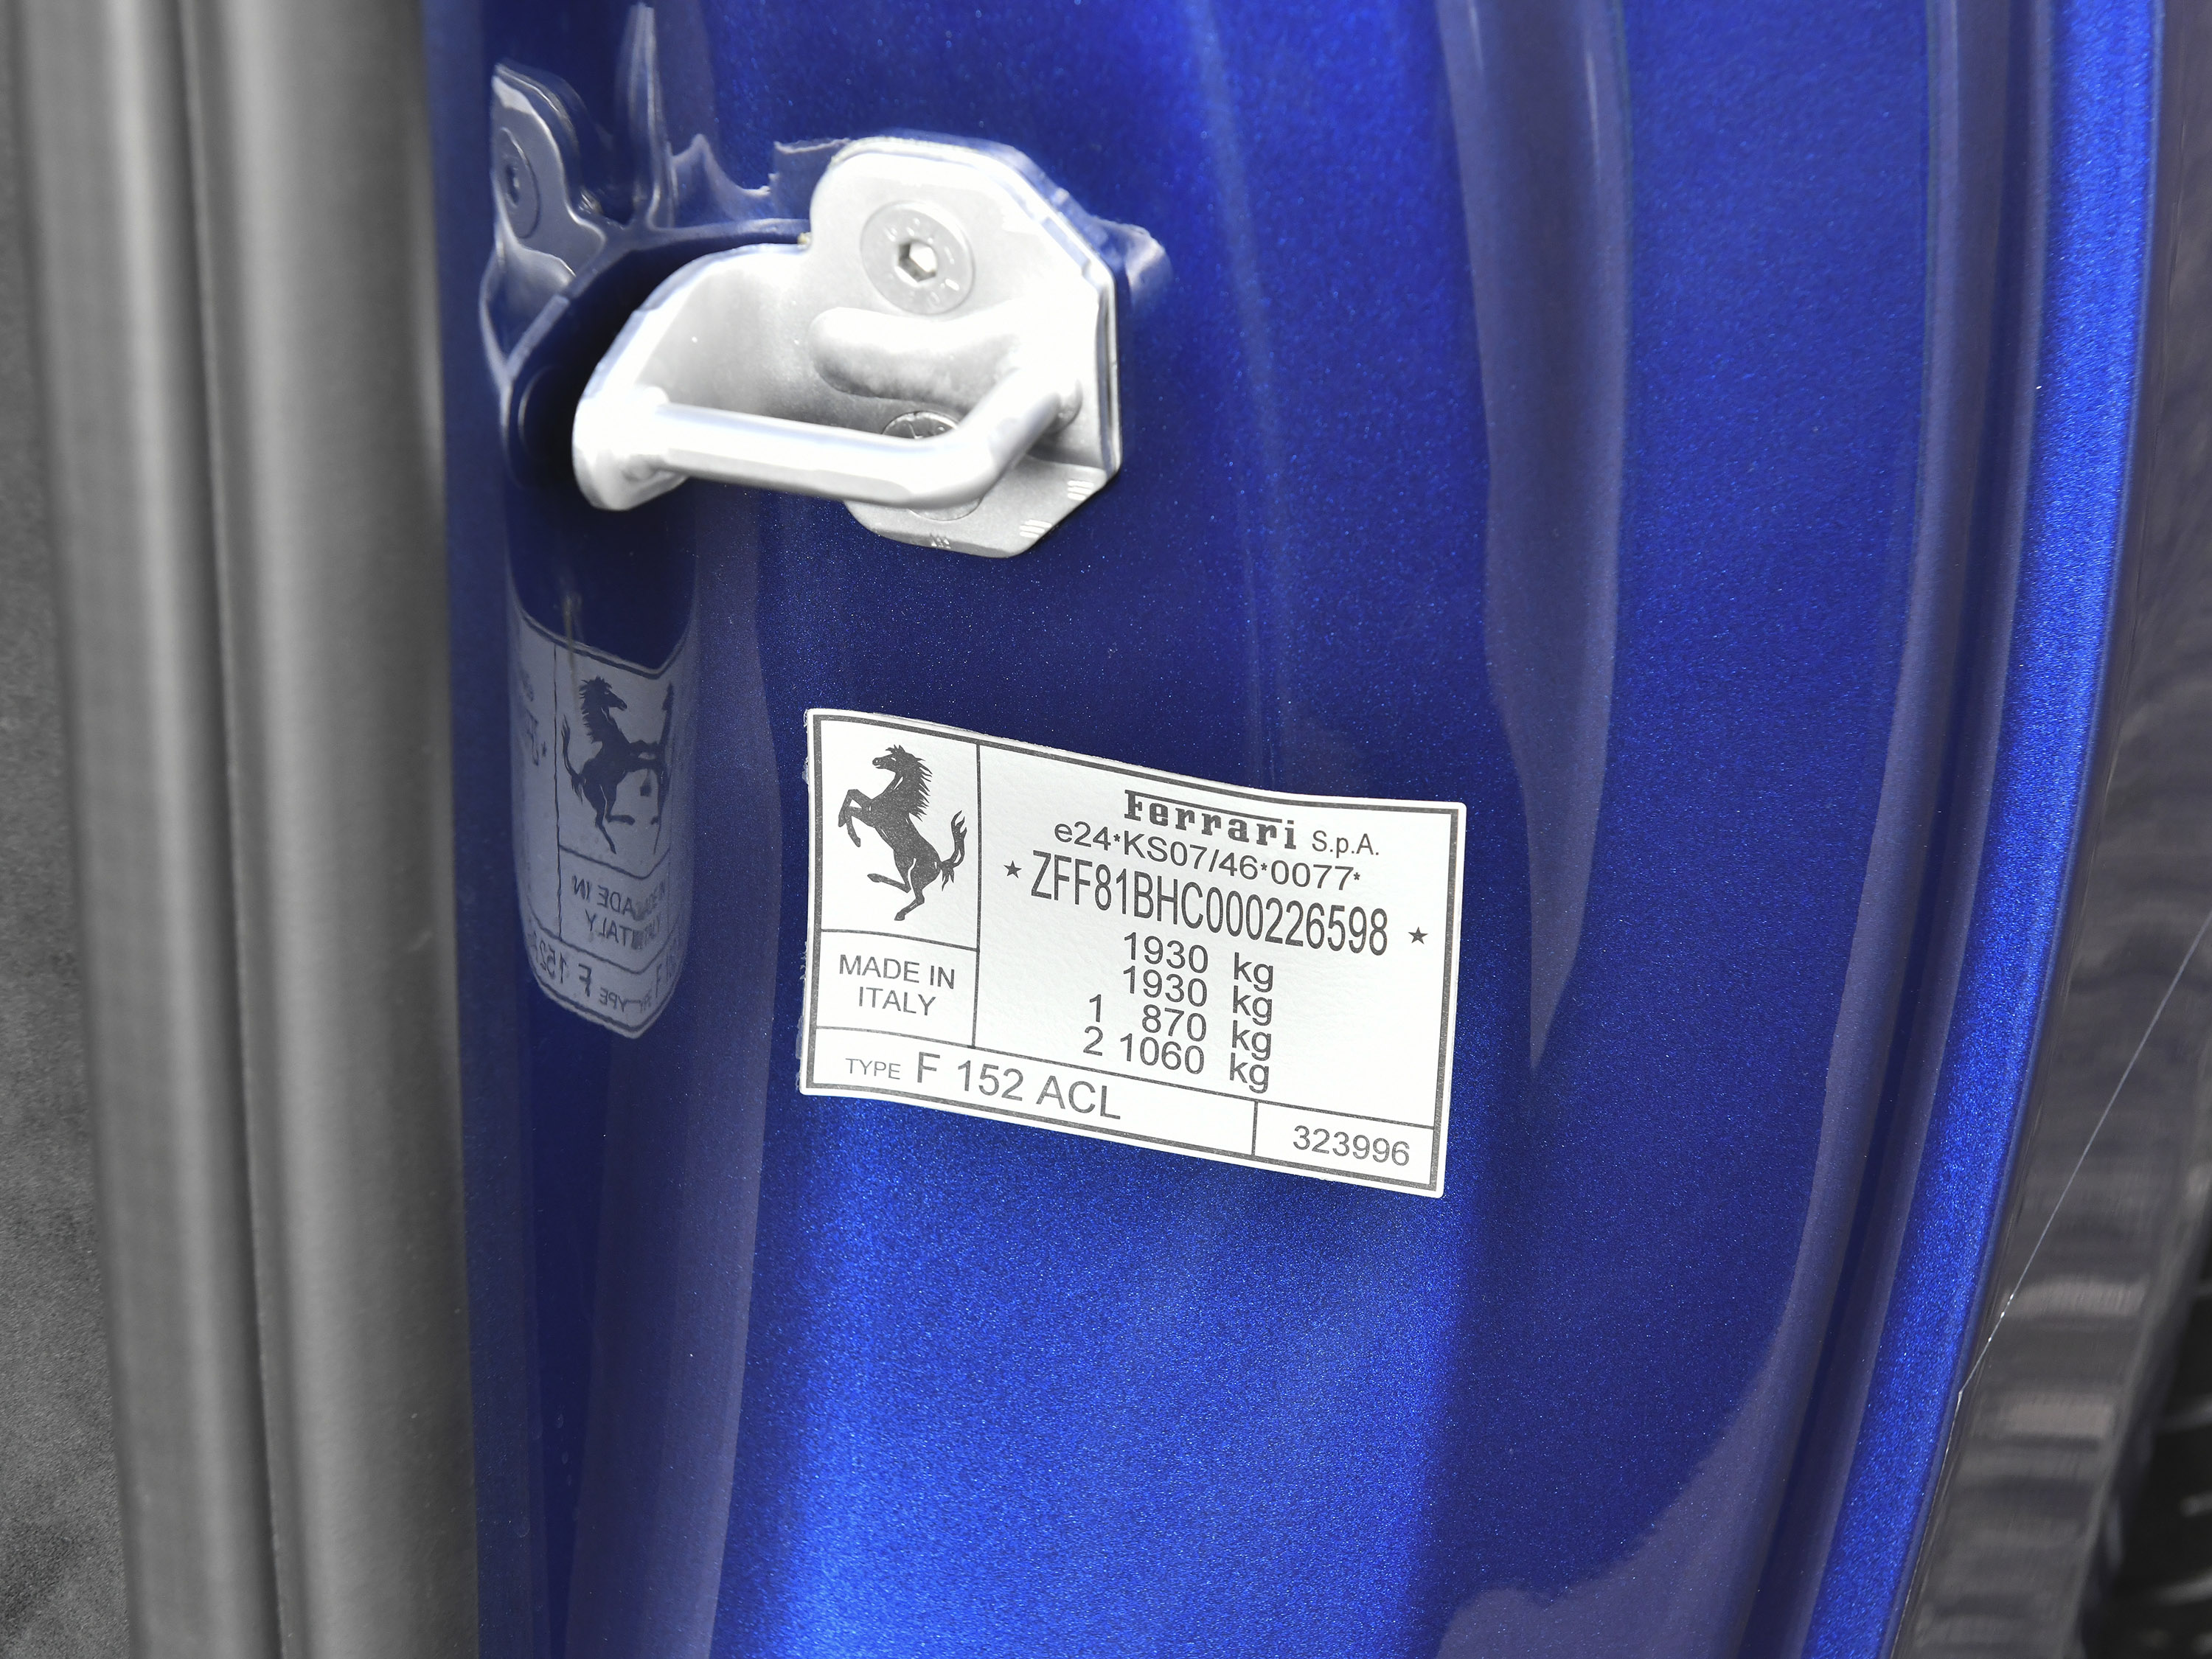 Ferrari S.p.A.
e24*KS07/46*0077*
★ ZFF81BHC000226598 ★
1930 kg
1930 kg
1 870 kg
2 1060 kg
MADE IN
ITALY
TYPE F 152 ACL
323996